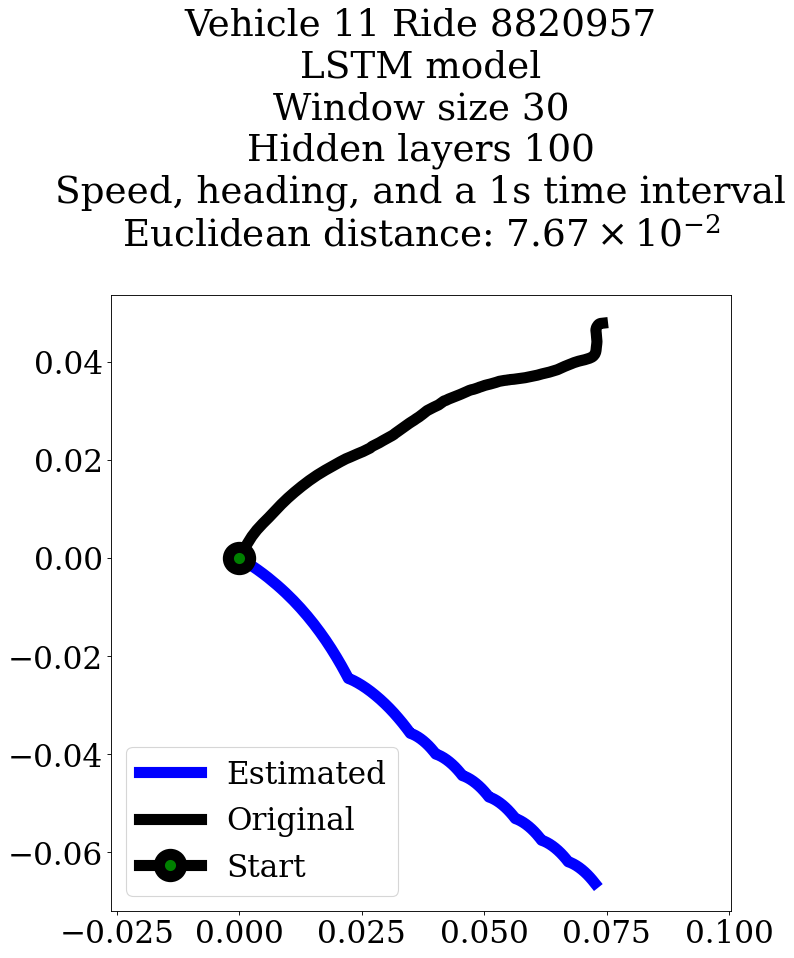 Vehicle 11 Ride 8820957
LSTM model
Window size 30
Hidden layers 100
Speed, heading, and a 1s time interval
Euclidean distance: 7.67 × 10⁻²
0.04
0.02
0.00
−0.02
−0.04
−0.06
Estimated
Original
Start
−0.025 0.000 0.025 0.050 0.075 0.100